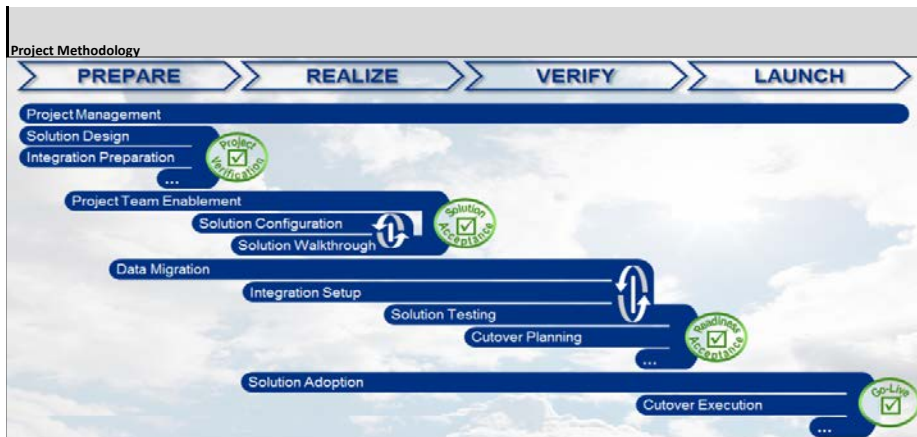 Project Methodology
PREPARE
REALIZE
VERIFY
LAUNCH
Project Management
Solution Design
Integration Preparation
...
Project Verification
Project Team Enablement
Solution Configuration
Solution Walkthrough
Solution Acceptance
Data Migration
Integration Setup
Solution Testing
Cutover Planning
...
Readiness Acceptance
Solution Adoption
Cutover Execution
...
Go-Live